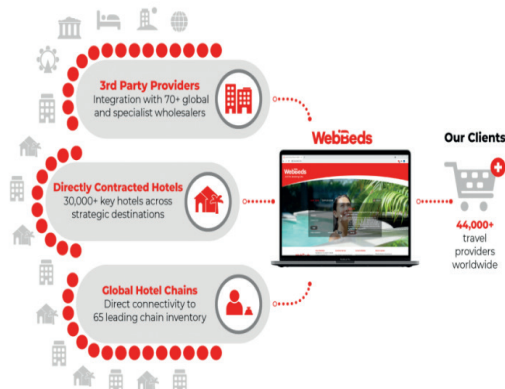 3rd Party Providers
Integration with 70+ global
and specialist wholesalers
Directly Contracted Hotels
30,000+ key hotels across
strategic destinations
Global Hotel Chains
Direct connectivity to
65 leading chain inventory
WebBeds
WebBeds
Our Clients
44,000+
travel
providers
worldwide